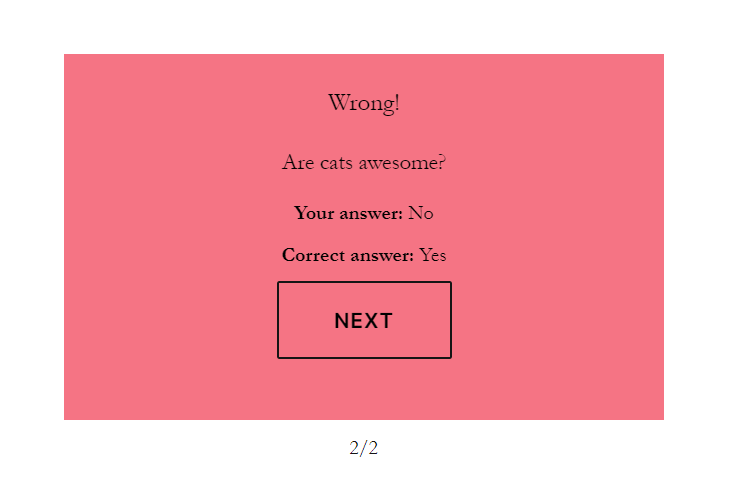 Wrong!
Are cats awesome?
Your answer: No
Correct answer: Yes
NEXT
2/2